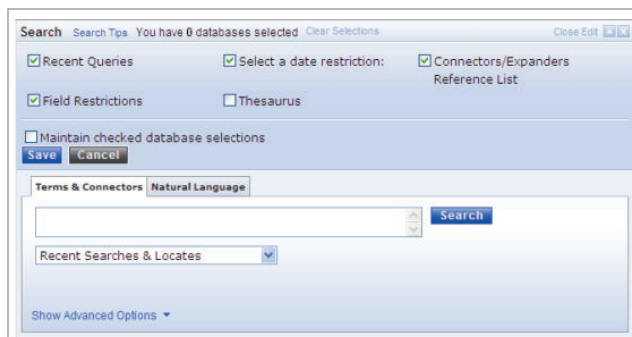 Search Search Tips You have 0 databases selected Clear Selections Close Edit
Recent Queries Select a date restriction: Connectors/Expanders
Reference List
Field Restrictions Thesaurus
Maintain checked database selections
Save Cancel
Terms & Connectors Natural Language
Search
Recent Searches & Locates
Show Advanced Options